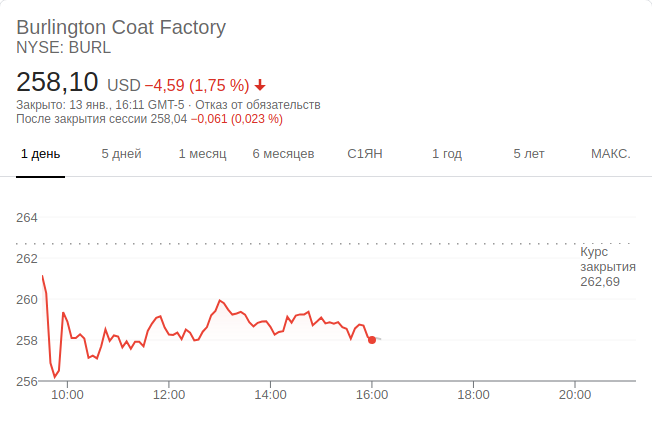 Burlington Coat Factory
NYSE: BURL
258,10 USD −4,59 (1,75 %)
Закрыто: 13 янв., 16:11 GMT-5 · Отказ от обязательств
После закрытия сессии 258,04 −0,061 (0,023 %)
1 день 5 дней 1 месяц 6 месяцев С1ЯН 1 год 5 лет МАКС.
264
Курс
262
закрытия
262,69
260
258
256
10:00 12:00 14:00 16:00 18:00 20:00